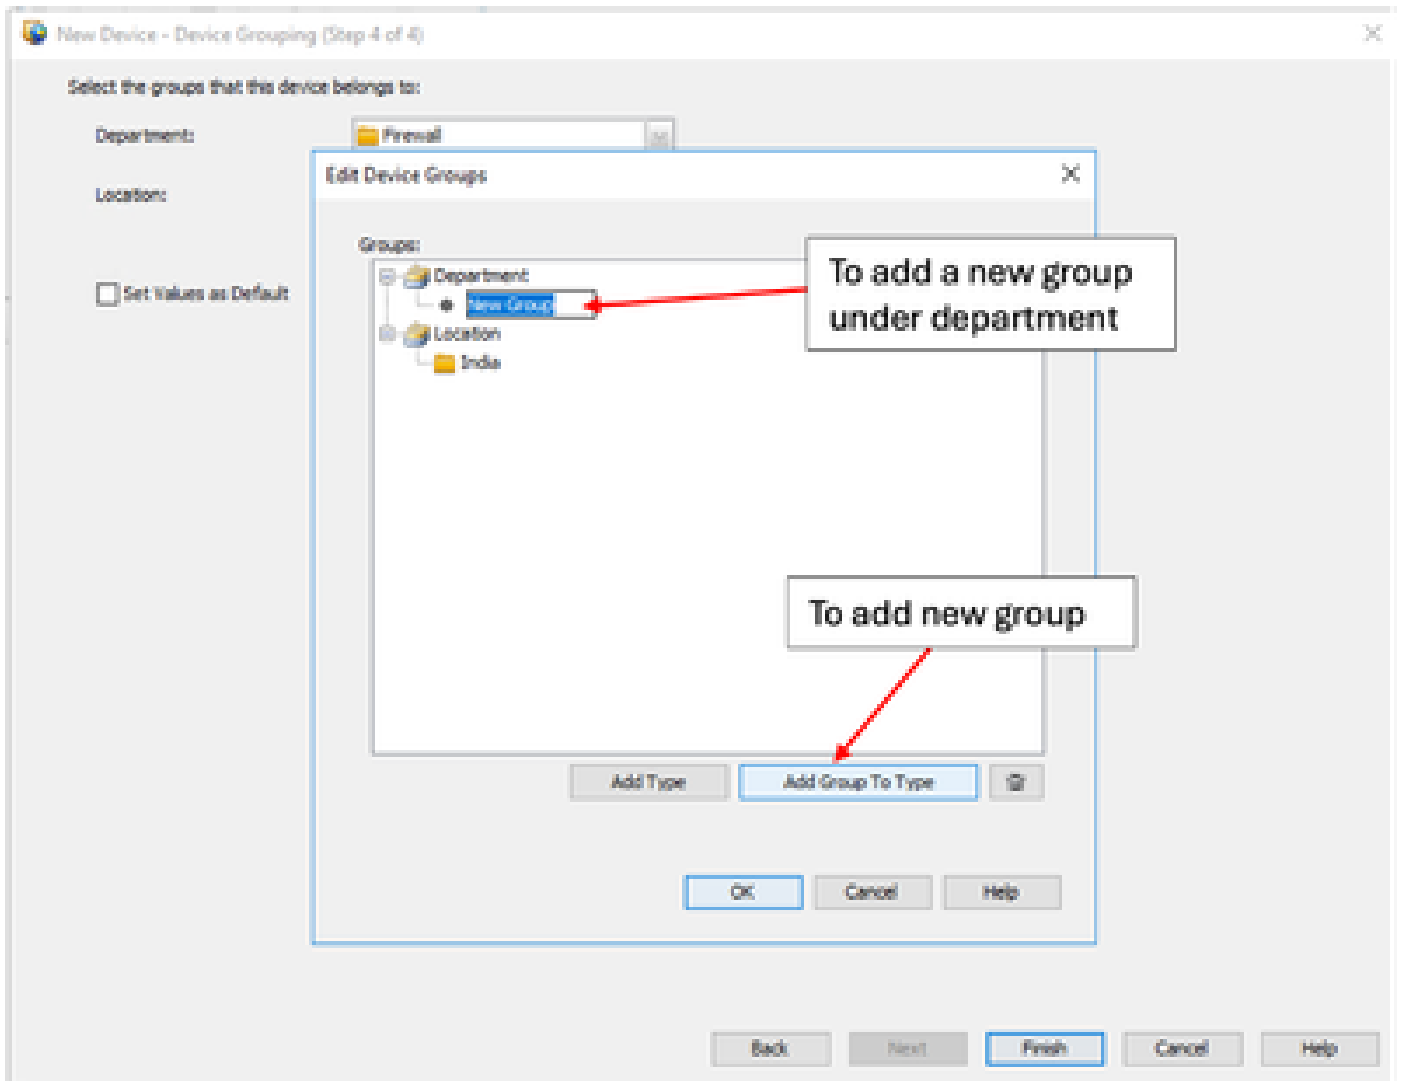 New Device - Device Grouping (Step 4 of 4)
Select the groups that this device belongs to:
Department:
Firewall
Edit Device Groups
Location:
Groups:
Department
To add a new group
under department
Set Values as Default
New Group
Location
India
To add new group
Add Type
Add Group To Type
OK
Cancel
Help
Back
Next
Finish
Cancel
Help